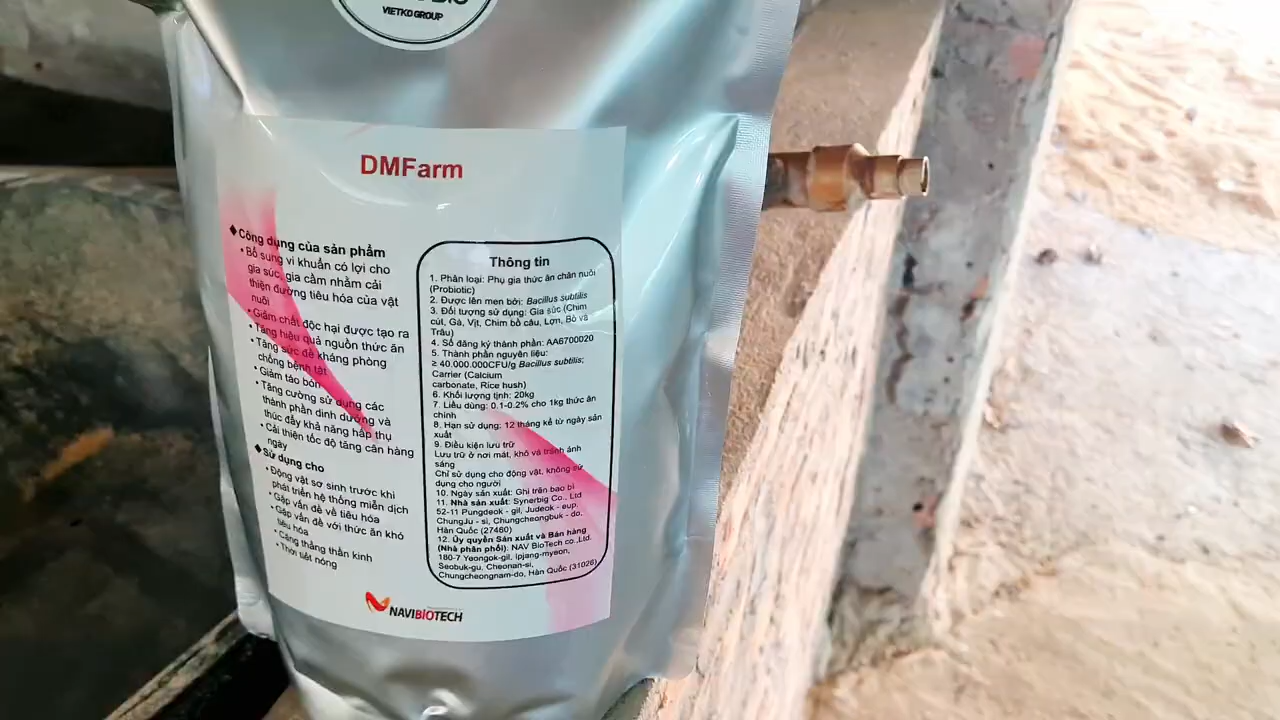 VIETKO GROUP
DMFarm
◆Công dụng của sản phẩm
• Bổ sung vi khuẩn có lợi cho
gia súc, gia cầm nhằm cải
thiện đường tiêu hóa của vật
nuôi
• Giảm chất độc hại được tạo ra
• Tăng hiệu quả nguồn thức ăn
• Tăng sức đề kháng phòng
chống bệnh tật
• Giảm táo bón
• Tăng cường sử dụng các
thành phần dinh dưỡng và
thúc đẩy khả năng hấp thụ
• Cải thiện tốc độ tăng cân hàng
ngày
◆Sử dụng cho
• Động vật sơ sinh trước khi
phát triển hệ thống miễn dịch
• Gặp vấn đề về tiêu hóa
• Gặp vấn đề với thức ăn khó
tiêu hóa
• Căng thẳng thần kinh
• Thời tiết nóng
Thông tin
1. Phân loại: Phụ gia thức ăn chăn nuôi
(Probiotic)
2. Được lên men bởi: Bacillus subtilis
3. Đối tượng sử dụng: Gia súc (Chim
cút, Gà, Vịt, Chim bồ câu, Lợn, Bò và
Trâu)
4. Số đăng ký thành phần: AA6700020
5. Thành phần nguyên liệu:
≥ 40.000.000CFU/g Bacillus subtilis;
Carrier (Calcium
carbonate, Rice hush)
6. Khối lượng tịnh: 20kg
7. Liều dùng: 0.1-0.2% cho 1kg thức ăn
chính
8. Hạn sử dụng: 12 tháng kể từ ngày sản
xuất
9. Điều kiện lưu trữ
Lưu trữ ở nơi mát, khô và tránh ánh
sáng
Chỉ sử dụng cho động vật, không sử
dụng cho người
10. Ngày sản xuất: Ghi trên bao bì
11. Nhà sản xuất: Synerbig Co., Ltd
52-11 Pungdeok - gil, Judeok - eup,
ChungJu - si, Chungcheongbuk - do,
Hàn Quốc (27460)
12. Ủy quyền Sản xuất và Bán hàng
(Nhà phân phối). NAV BioTech co.,Ltd.
180-7 Yeongok-gil, Ipjang-myeon,
Seobuk-gu, Cheonan-si,
Chungcheongnam-do, Hàn Quốc (31026)
NAVIBIOTECH